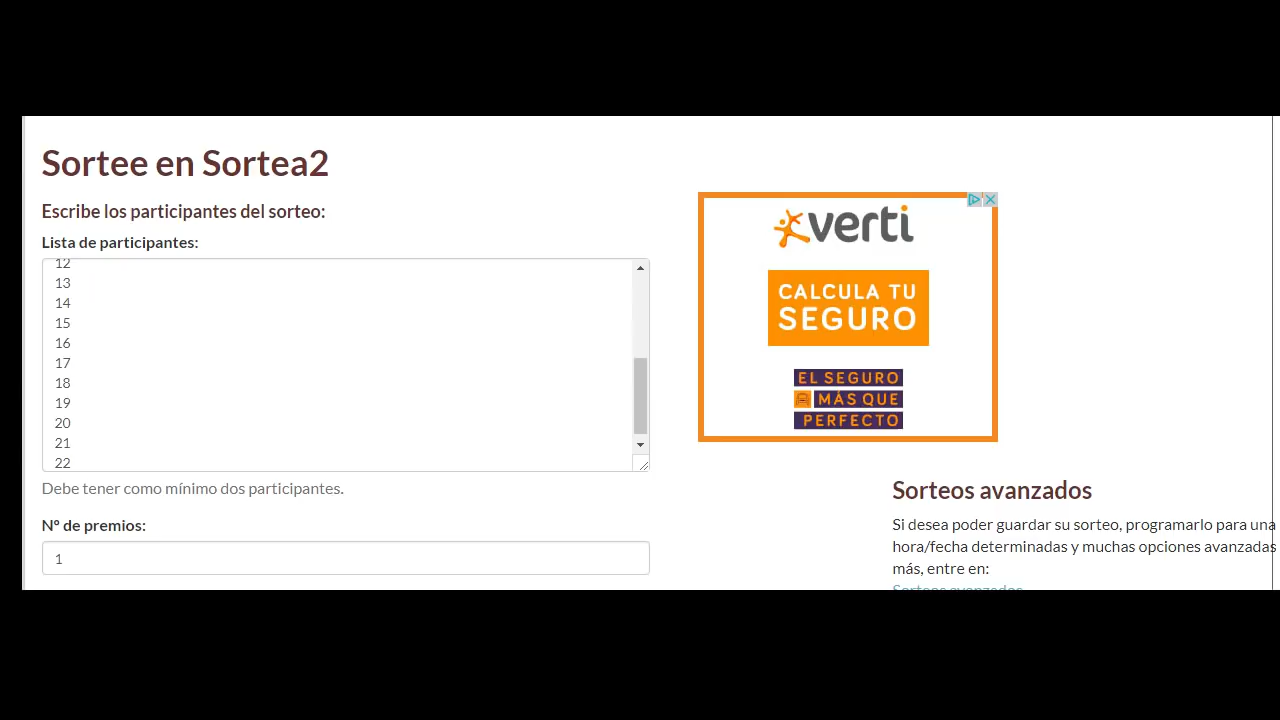 Sortee en Sortea2
Escribe los participantes del sorteo:
Lista de participantes:
12
13
14
15
16
17
18
19
20
21
22
Debe tener como mínimo dos participantes.
Nº de premios:
1
verti
CALCULA TU
SEGURO
EL SEGURO
MÁS QUE
PERFECTO
Sorteos avanzados
Si desea poder guardar su sorteo, programarlo para una
hora/fecha determinadas y muchas opciones avanzadas
más, entre en:
Sorteos avanzados